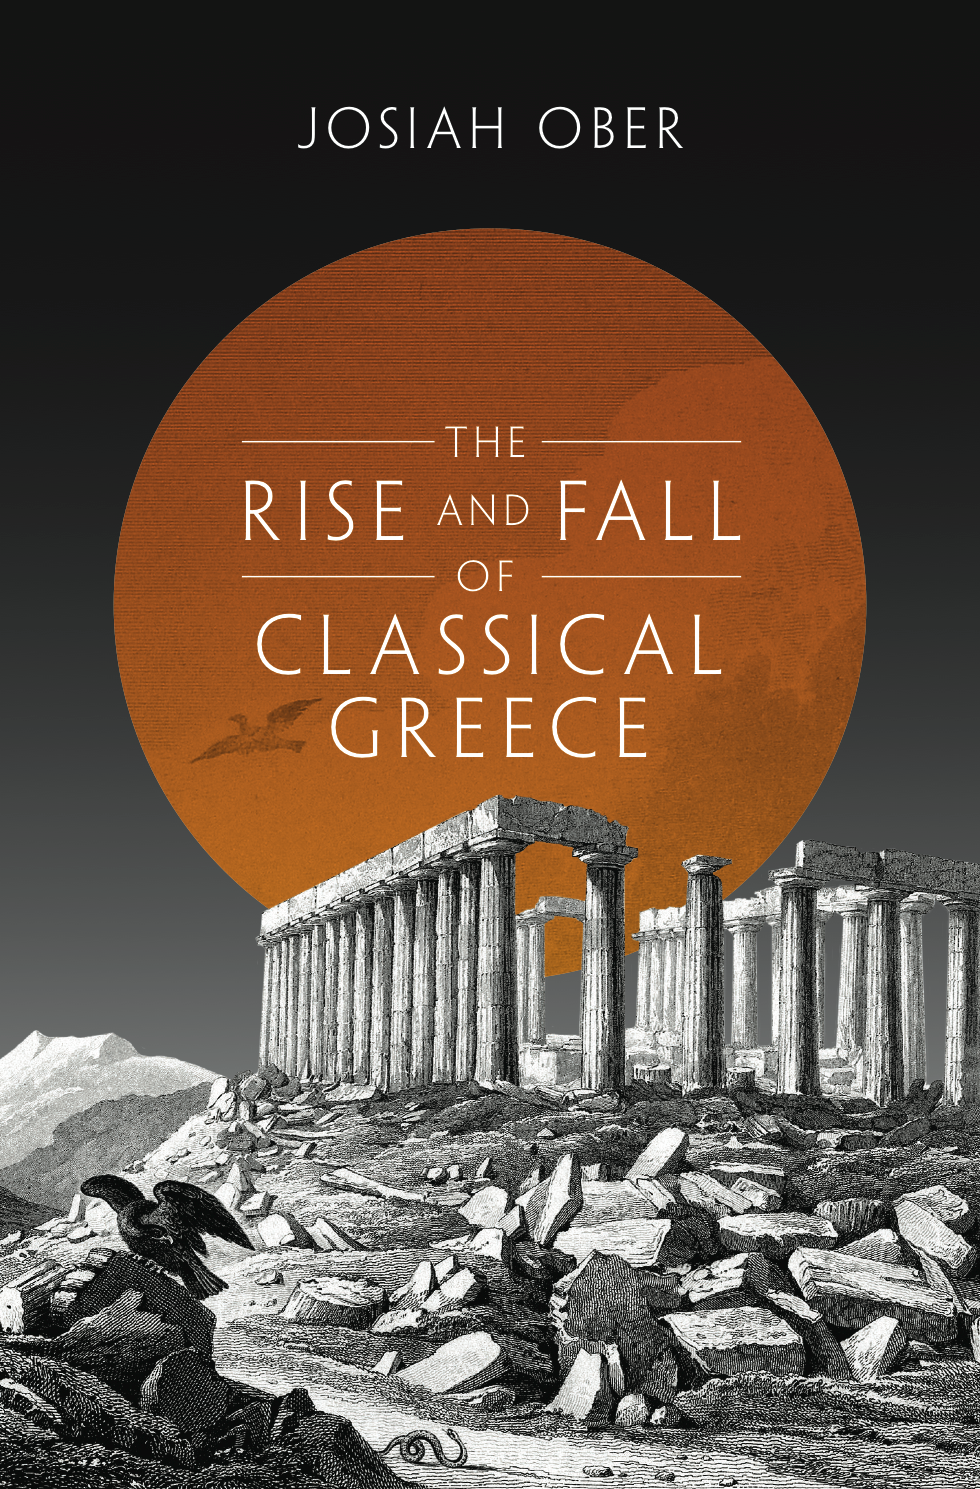 JOSIAH OBER
THE
RISE AND FALL
OF
CLASSICAL
GREECE